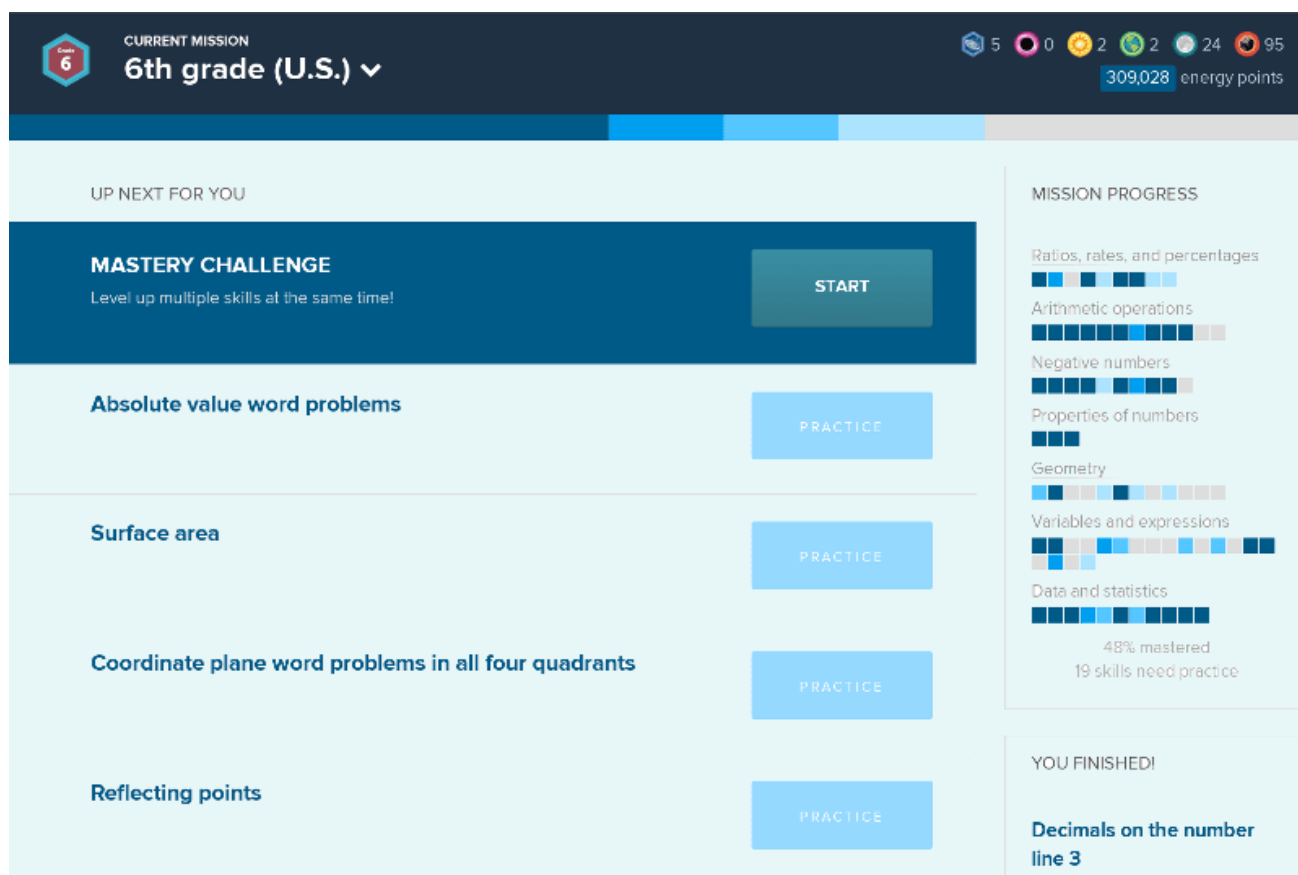 Grade
6
CURRENT MISSION
6th grade (U.S.)
5 0 2 2 24 95
309,028 energy points
UP NEXT FOR YOU
MASTERY CHALLENGE
Level up multiple skills at the same time!
START
Absolute value word problems
PRACTICE
Surface area
PRACTICE
Coordinate plane word problems in all four quadrants
PRACTICE
Reflecting points
PRACTICE
MISSION PROGRESS
Ratios, rates, and percentages
Arithmetic operations
Negative numbers
Properties of numbers
Geometry
Variables and expressions
Data and statistics
48% mastered
19 skills need practice
YOU FINISHED!
Decimals on the number
line 3